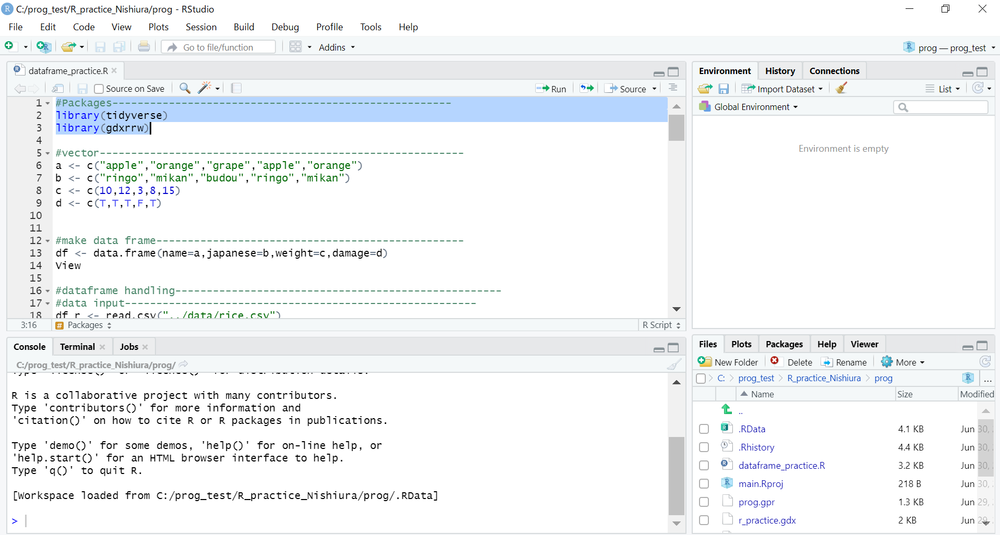 C:/prog_test/R_practice_Nishiura/prog - RStudio
File Edit Code View Plots Session Build Debug Profile Tools Help
Go to file/function Addins prog — prog_test
dataframe_practice.R
Source on Save Run Source
1 #Packages------------------------------------------------------
2 library(tidyverse)
3 library(gdxrrw)
4
5 #vector----------------------------------------------------------
6 a <- c("apple","orange","grape","apple","orange")
7 b <- c("ringo","mikan","budou","ringo","mikan")
8 c <- c(10,12,3,8,15)
9 d <- c(T,T,T,F,T)
10
11
12 #make data frame-------------------------------------------------
13 df <- data.frame(name=a,japanese=b,weight=c,damage=d)
14 View
15
16 #dataframe handling----------------------------------------------------
17 #data input--------------------------------------------------------
18 df_r <- read.csv("../data/rice.csv")
3:16 # Packages R Script
Console Terminal Jobs
C:/prog_test/R_practice_Nishiura/prog/
R is a collaborative project with many contributors.
Type 'contributors()' for more information and
'citation()' on how to cite R or R packages in publications.
Type 'demo()' for some demos, 'help()' for on-line help, or
'help.start()' for an HTML browser interface to help.
Type 'q()' to quit R.
[Workspace loaded from C:/prog_test/R_practice_Nishiura/prog/.RData]
>
Environment History Connections
Import Dataset List
Global Environment
Environment is empty
Files Plots Packages Help Viewer
New Folder Delete Rename More
C: prog_test R_practice_Nishiura prog ...
Name Size Modified
..
.RData 4.1 KB Jun 30,
.Rhistory 4.4 KB Jun 30,
dataframe_practice.R 3.2 KB Jun 30,
main.Rproj 218 B Jun 30,
prog.gpr 1.3 KB Jun 29,
r_practice.gdx 2 KB Jun 29,